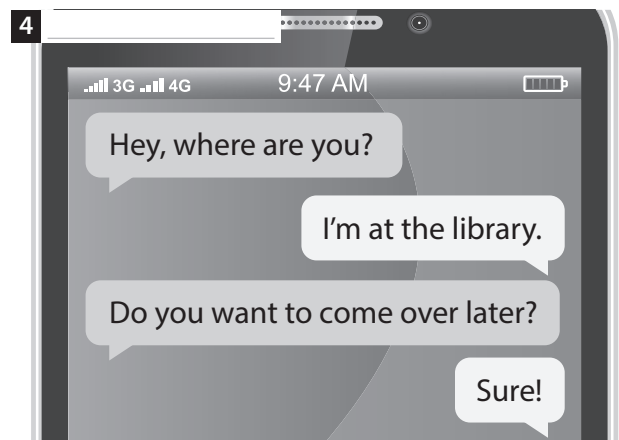 4
3G 4G 9:47 AM
Hey, where are you?
I'm at the library.
Do you want to come over later?
Sure!